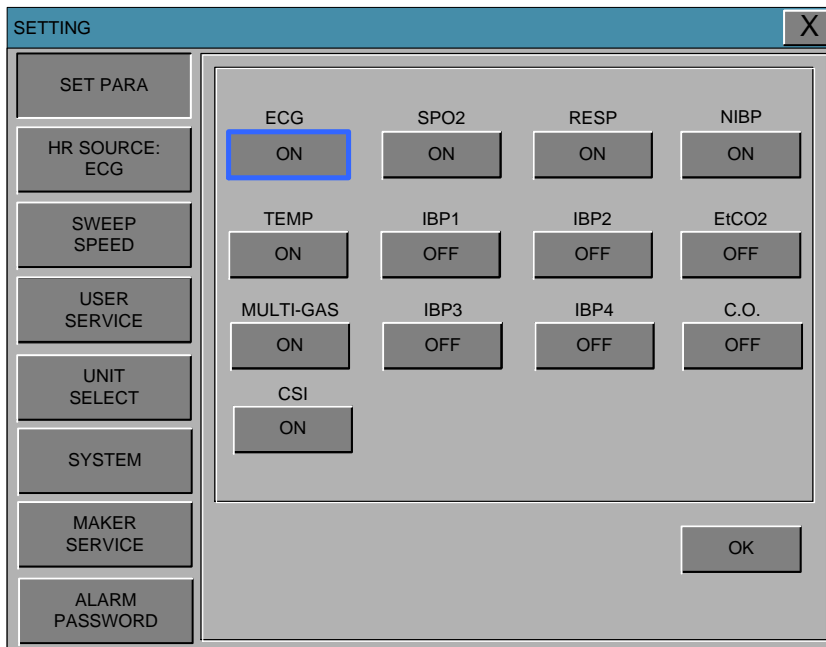 SETTING
X
SET PARA
HR SOURCE:
ECG
SWEEP
SPEED
USER
SERVICE
UNIT
SELECT
SYSTEM
MAKER
SERVICE
ALARM
PASSWORD
ECG SPO2 RESP NIBP
ON ON ON ON
TEMP IBP1 IBP2 EtCO2
ON OFF OFF OFF
MULTI-GAS IBP3 IBP4 C.O.
ON OFF OFF OFF
CSI
ON
OK